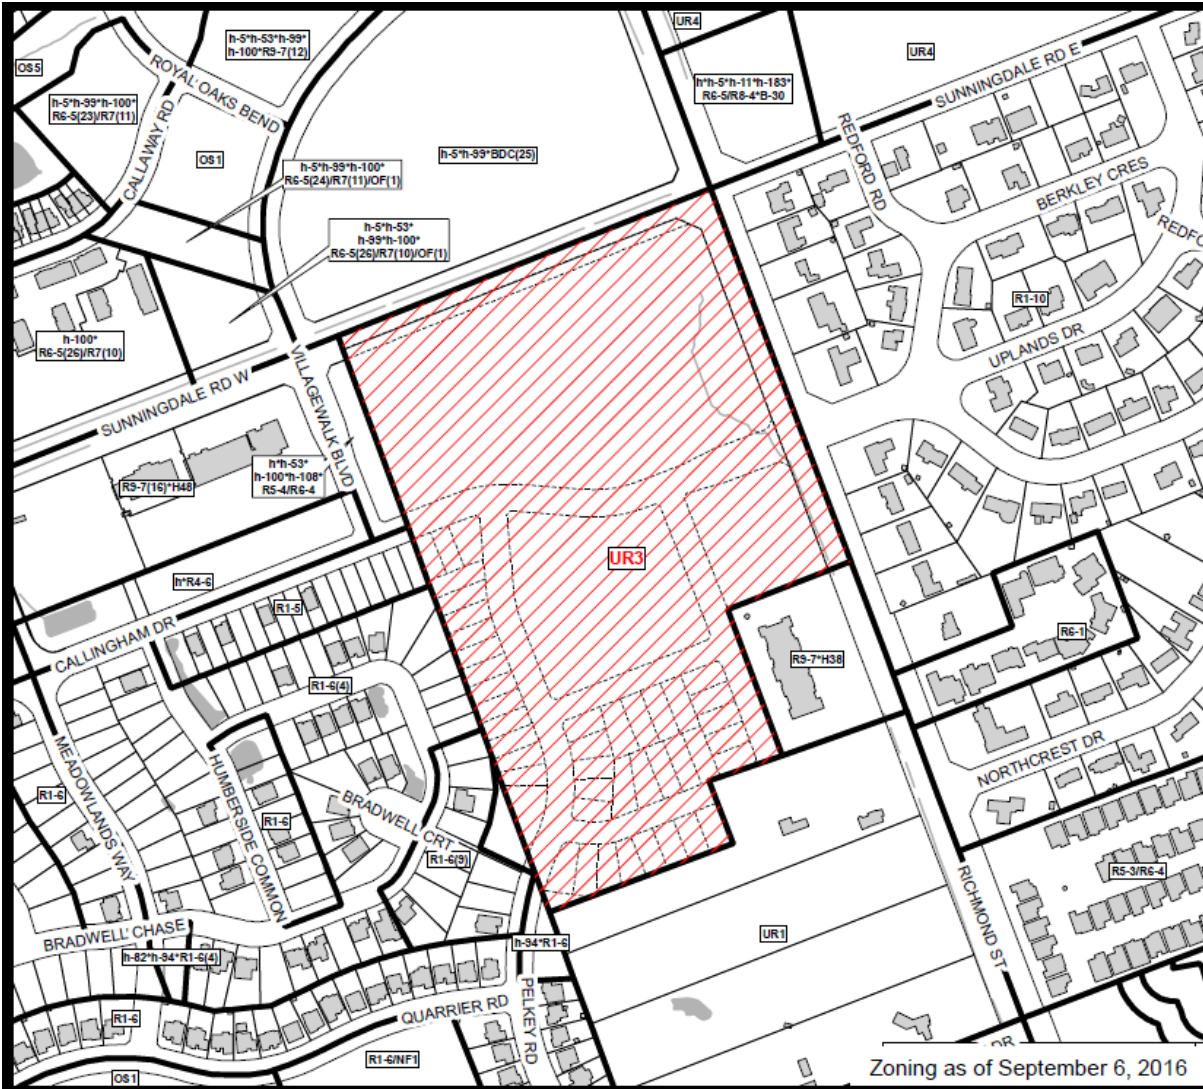 UR4
UR4
h-5*h-53*h-99*
h-100*R9-7(12)
OS5
ROYAL OAKS BEND
h*h-5*h-11*h-183*
R6-5/R8-4*B-30
SUNNINGDALE RD E
h-5*h-99*h-100*
R6-5(23)/R7(11)
CALLAWAY RD
OS1
h-5*h-99*BDC(25)
REDFORD RD
h-5*h-99*h-100*
R6-5(24)/R7(11)/OF(1)
BERKLEY CRES
h-5*h-53*
h-99*h-100*
R6-5(26)/R7(10)/OF(1)
R1-10
UPLANDS DR
h-100*
R6-5(26)/R7(10)
VILLAGEWALK BLVD
SUNNINGDALE RD W
h*h-53*
h-100*h-108*
R5-4/R6-4
R9-7(16)*H48
UR3
h*R4-6
R1-5
CALLINGHAM DR
R6-1
R9-7*H38
R1-6(4)
MEADOWLANDS WAY
HUMBERSIDE COMMON
NORTHCREST DR
R1-6
R1-6
BRADWELL CRT
R1-6(9)
R5-3/R6-4
RICHMOND ST
BRADWELL CHASE
UR1
h-94*R1-6
h-82*h-94*R1-6(4)
PELKEY RD
QUARRIER RD
R1-6
R1-6/NF1
OS1
Zoning as of September 6, 2016